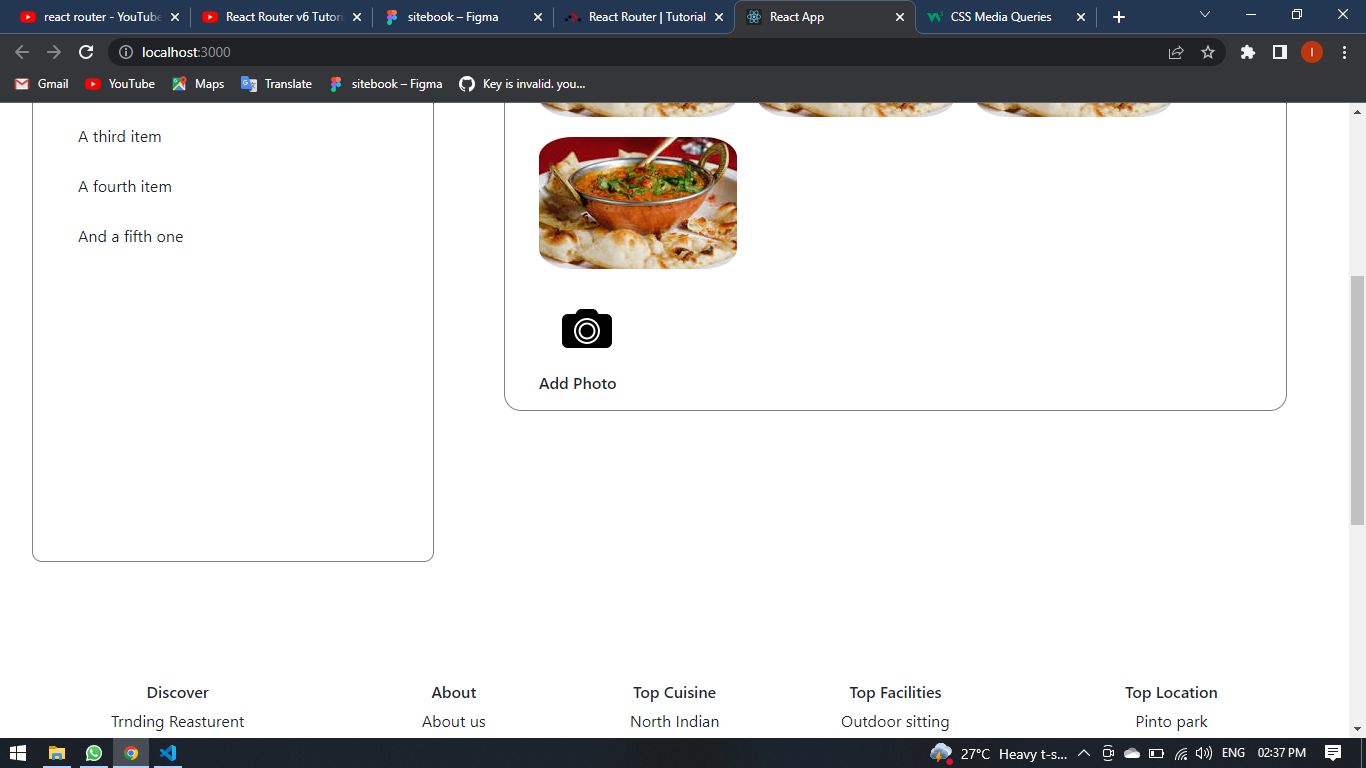 react router - YouTube
React Router v6 Tutori
sitebook – Figma
React Router | Tutorial
React App
CSS Media Queries
localhost:3000
I
Gmail
YouTube
Maps
Translate
sitebook – Figma
Key is invalid. you...
A third item
A fourth item
And a fifth one
Add Photo
Discover
About
Top Cuisine
Top Facilities
Top Location
Trnding Reasturent
About us
North Indian
Outdoor sitting
Pinto park
27°C Heavy t-s...
ENG
02:37 PM